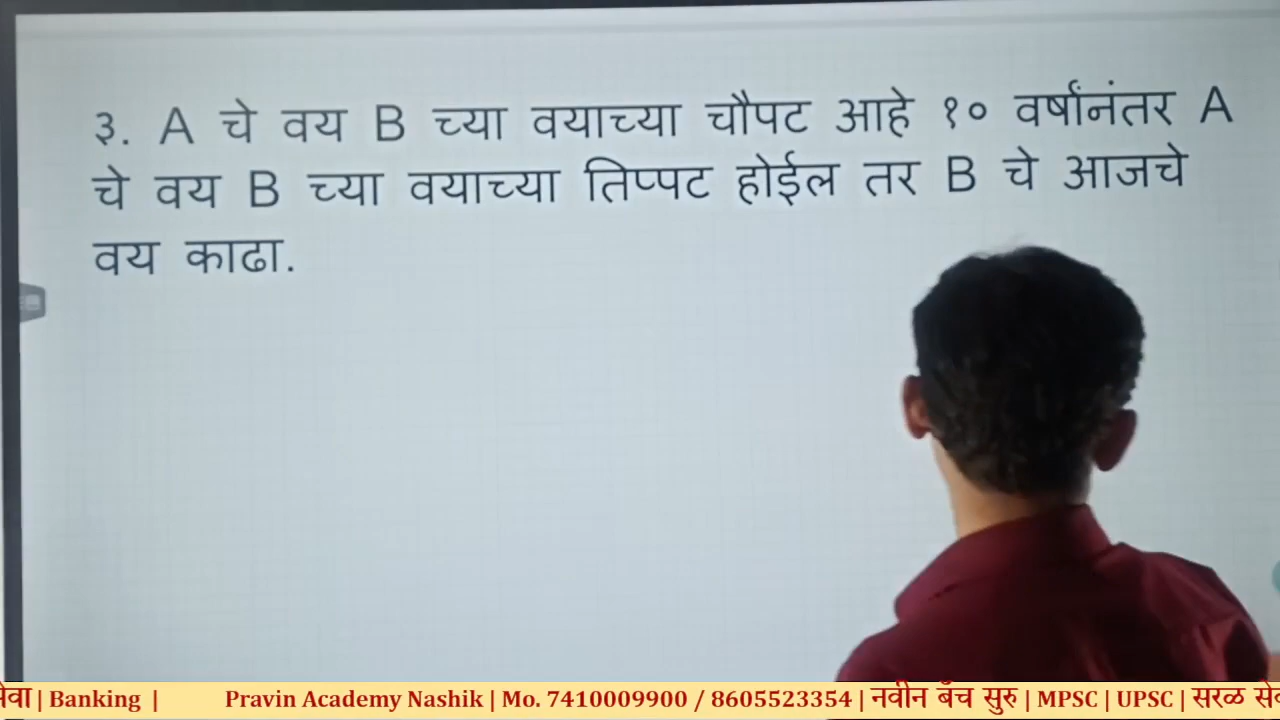 ३. A चे वय B च्या वयाच्या चौपट आहे १० वर्षांनंतर A
चे वय B च्या वयाच्या तिप्पट होईल तर B चे आजचे
वय काढा.
| Banking | Pravin Academy Nashik | Mo. 7410009900 / 8605523354 | नवीन बॅच सुरु | MPSC | UPSC | सरळ